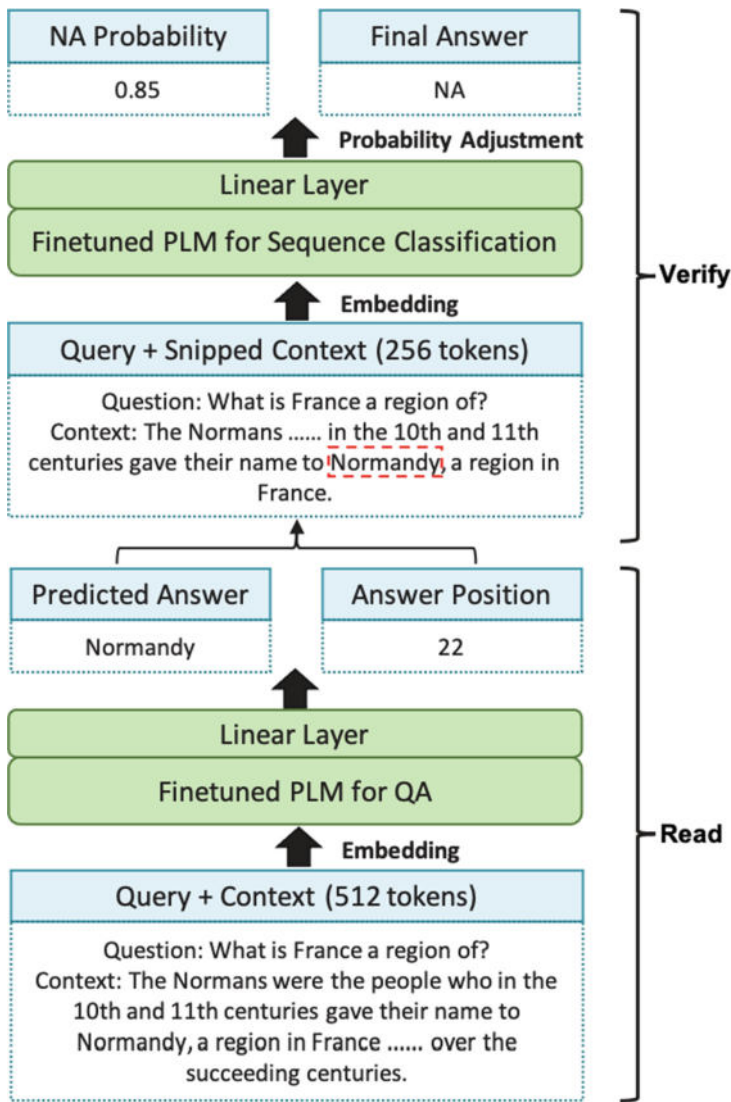 NA Probability
Final Answer
0.85
NA
Probability Adjustment
Linear Layer
Finetuned PLM for Sequence Classification
Embedding
Query + Snipped Context (256 tokens)
Question: What is France a region of?
Context: The Normans ...... in the 10th and 11th
centuries gave their name to Normandy, a region in
France.
Verify
Predicted Answer
Answer Position
Normandy
22
Linear Layer
Finetuned PLM for QA
Embedding
Query + Context (512 tokens)
Question: What is France a region of?
Context: The Normans were the people who in the
10th and 11th centuries gave their name to
Normandy, a region in France ...... over the
succeeding centuries.
Read